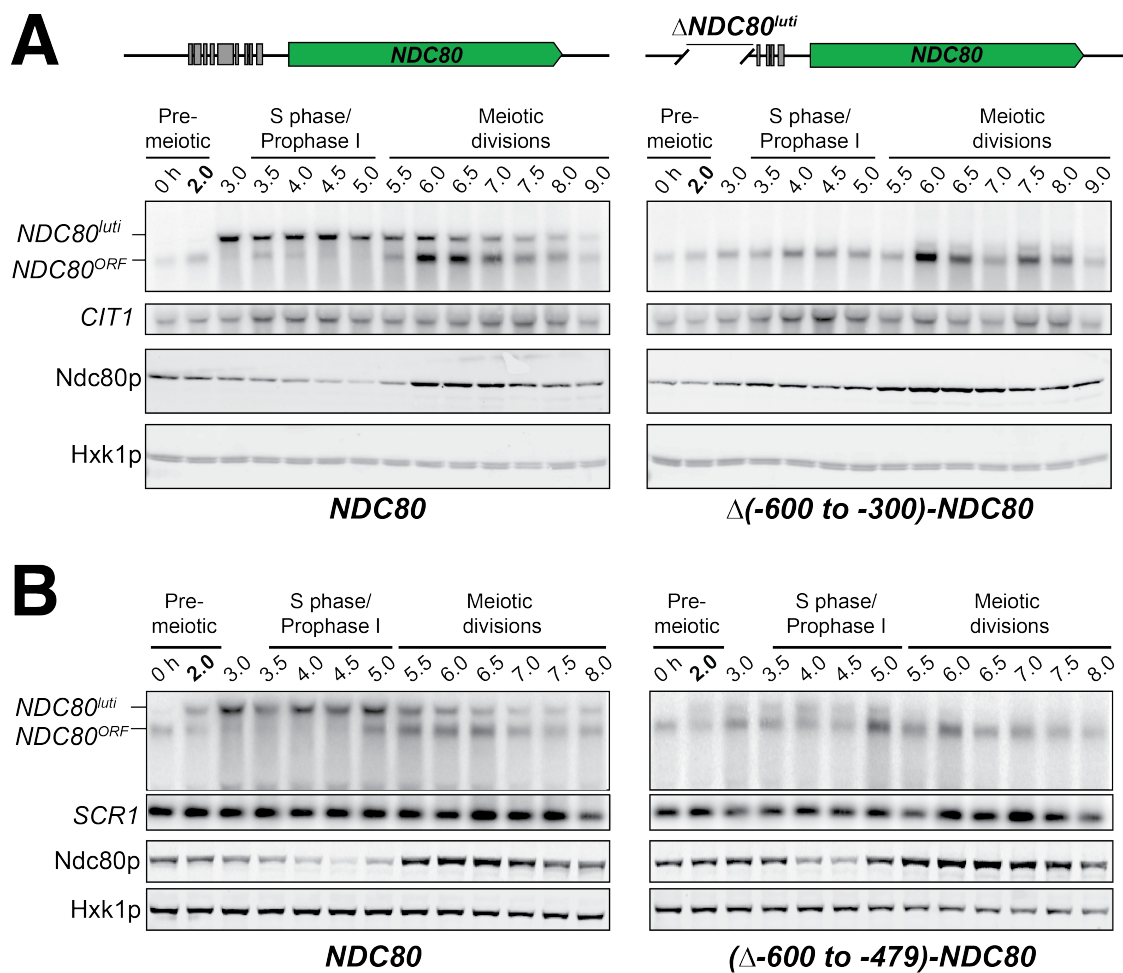 A
NDC80
ΔNDC80luti
NDC80
Pre-
meiotic
S phase/
Prophase I
Meiotic
divisions
Pre-
meiotic
S phase/
Prophase I
Meiotic
divisions
0 h 2.0 3.0 3.5 4.0 4.5 5.0 5.5 6.0 6.5 7.0 7.5 8.0 9.0
0 h 2.0 3.0 3.5 4.0 4.5 5.0 5.5 6.0 6.5 7.0 7.5 8.0 9.0
NDC80luti
NDC80ORF
CIT1
Ndc80p
Hxk1p
NDC80
Δ(-600 to -300)-NDC80
B
Pre-
meiotic
S phase/
Prophase I
Meiotic
divisions
Pre-
meiotic
S phase/
Prophase I
Meiotic
divisions
0 h 2.0 3.0 3.5 4.0 4.5 5.0 5.5 6.0 6.5 7.0 7.5 8.0
0 h 2.0 3.0 3.5 4.0 4.5 5.0 5.5 6.0 6.5 7.0 7.5 8.0
NDC80luti
NDC80ORF
SCR1
Ndc80p
Hxk1p
NDC80
(Δ-600 to -479)-NDC80